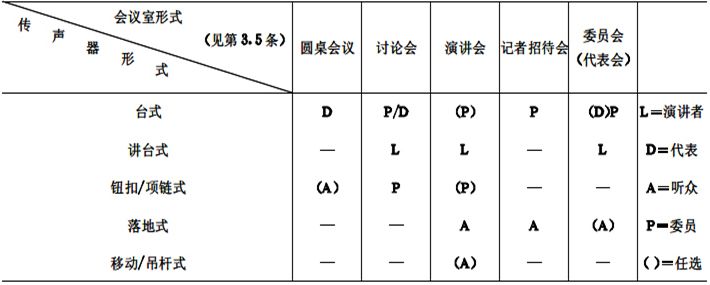 传声器形式 会议室形式 (见第3.5条) 圆桌会议 讨论会 演讲会 记者招待会 委员会 (代表会)
台式 D P/D (P) P (D)P L=演讲者
讲台式 — L L — L D=代表
钮扣/项链式 (A) P (P) — — A=听众
落地式 — — A A (A) P=委员
移动/吊杆式 — — (A) — — ( )=任选